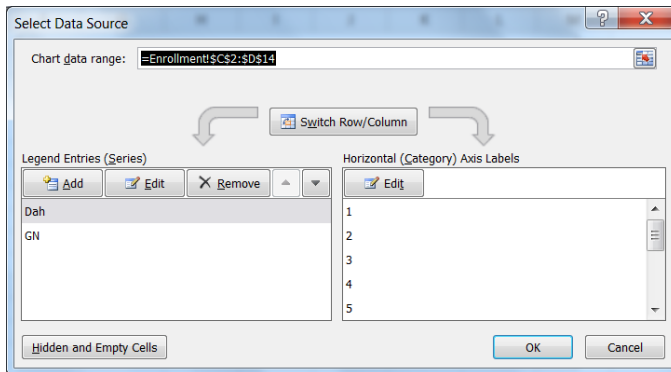 Select Data Source
Chart data range: =Enrollment!$C$2:$D$14
Switch Row/Column
Legend Entries (Series)
Add Edit Remove
Dah
GN
Horizontal (Category) Axis Labels
Edit
1
2
3
4
5
Hidden and Empty Cells
OK Cancel